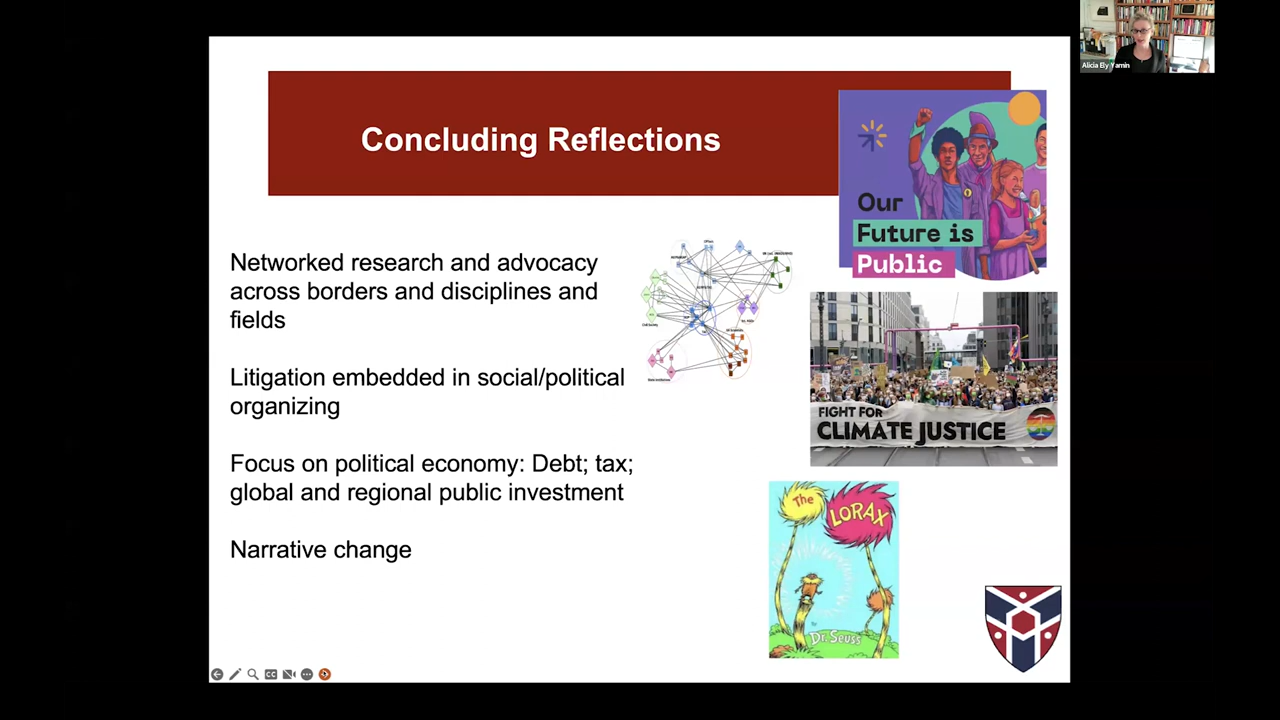 Alicia Ely Yamin
Concluding Reflections
Our
Future is
Public
Networked research and advocacy
across borders and disciplines and
fields
Litigation embedded in social/political
organizing
Focus on political economy: Debt; tax;
global and regional public investment
Narrative change
FIGHT FOR
CLIMATE JUSTICE
The
LORAX
by
Dr. Seuss
CC